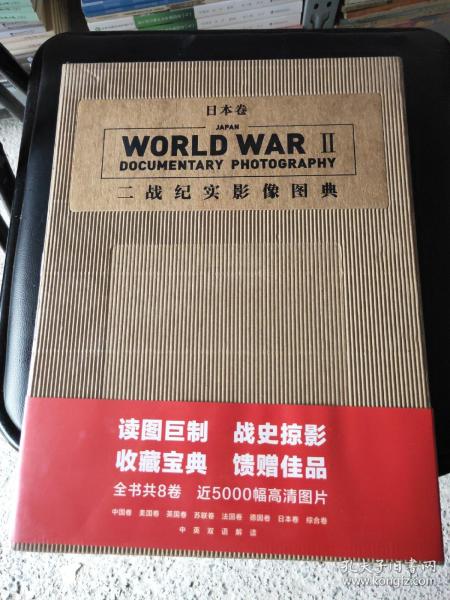 日本卷
JAPAN
WORLD WAR II
DOCUMENTARY PHOTOGRAPHY
二战纪实影像图典
读图巨制 战史掠影
收藏宝典 馈赠佳品
全书共8卷 近5000幅高清图片
中国卷 美国卷 英国卷 苏联卷 法国卷 德国卷 日本卷 综合卷
中英双语解读
孔夫子旧书网
book.kongfz.com